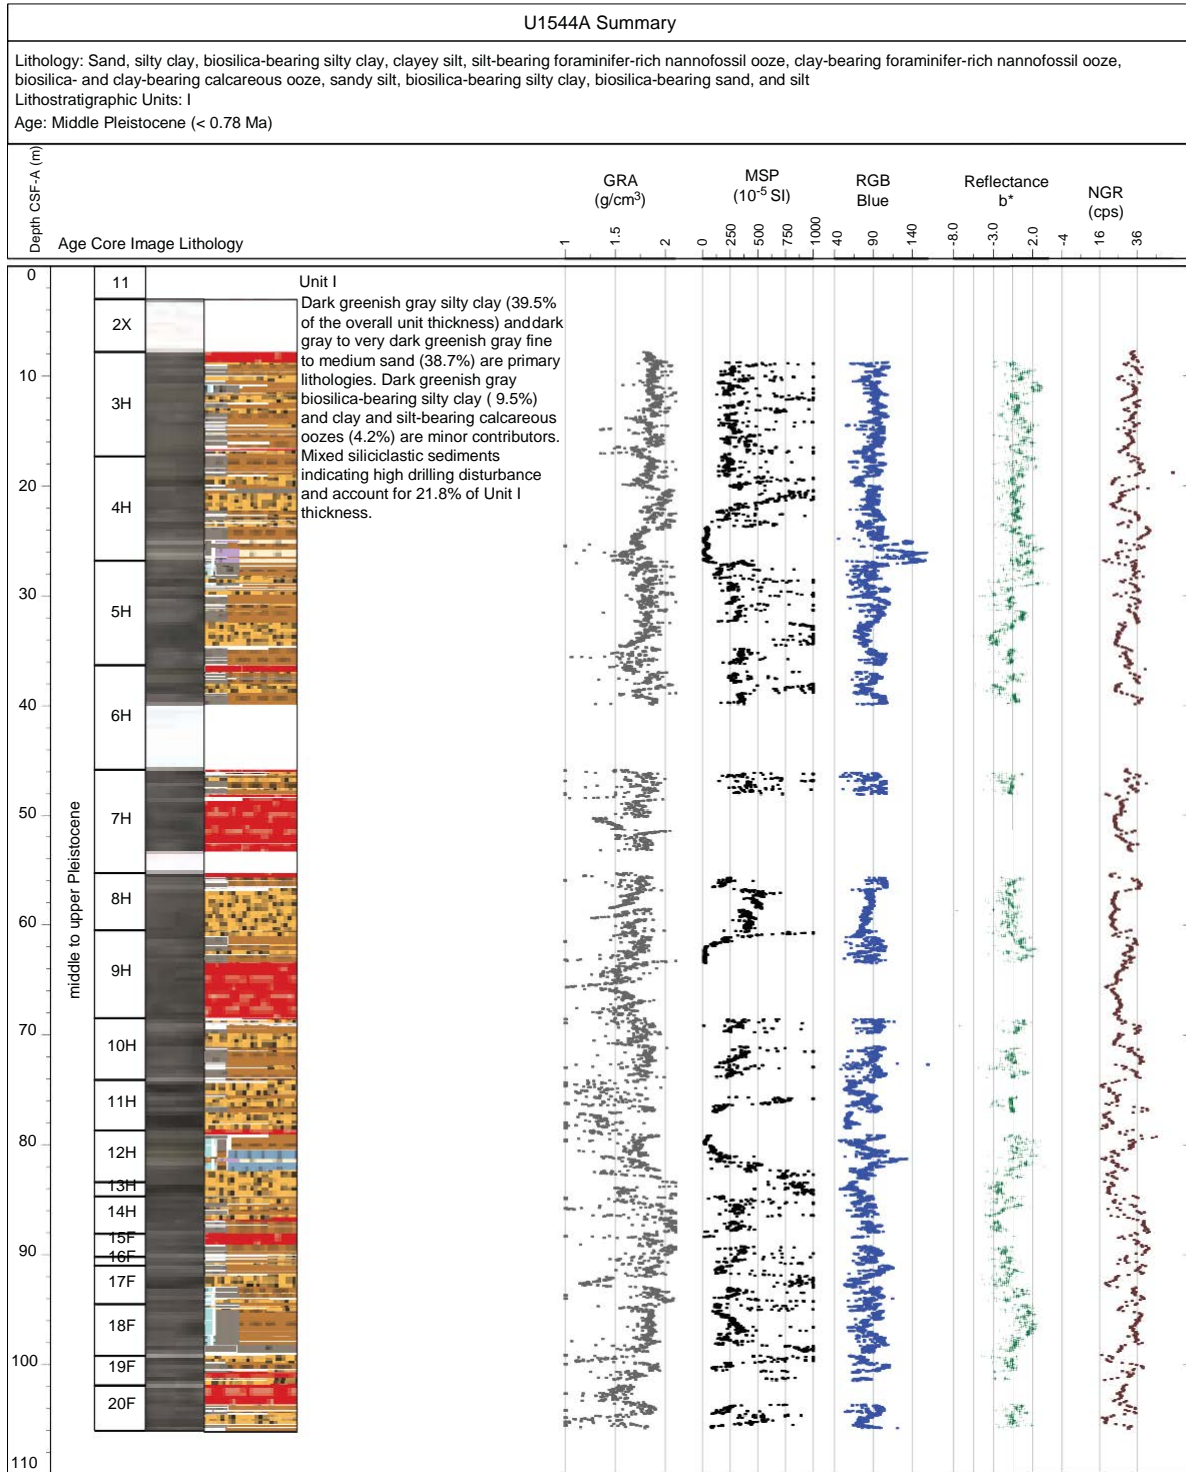 U1544A Summary
Lithology: Sand, silty clay, biosilica-bearing silty clay, clayey silt, silt-bearing foraminifer-rich nannofossil ooze, clay-bearing foraminifer-rich nannofossil ooze,
biosilica- and clay-bearing calcareous ooze, sandy silt, biosilica-bearing silty clay, biosilica-bearing sand, and silt
Lithostratigraphic Units: I
Age: Middle Pleistocene (< 0.78 Ma)
Depth CSF-A (m)
Age Core Image Lithology
GRA
(g/cm³)
1 1.5 2
MSP
(10⁻⁵ SI)
0 250 500 750 1000
RGB
Blue
40 90 140
Reflectance
b*
-8.0 -3.0 2.0
NGR
(cps)
-4 16 36
0
10
20
30
40
50
60
70
80
90
100
110
middle to upper Pleistocene
11
2X
3H
4H
5H
6H
7H
8H
9H
10H
11H
12H
13H
14H
15F
16F
17F
18F
19F
20F
Unit I
Dark greenish gray silty clay (39.5%
of the overall unit thickness) anddark
gray to very dark greenish gray fine
to medium sand (38.7%) are primary
lithologies. Dark greenish gray
biosilica-bearing silty clay ( 9.5%)
and clay and silt-bearing calcareous
oozes (4.2%) are minor contributors.
Mixed siliciclastic sediments
indicating high drilling disturbance
and account for 21.8% of Unit I
thickness.